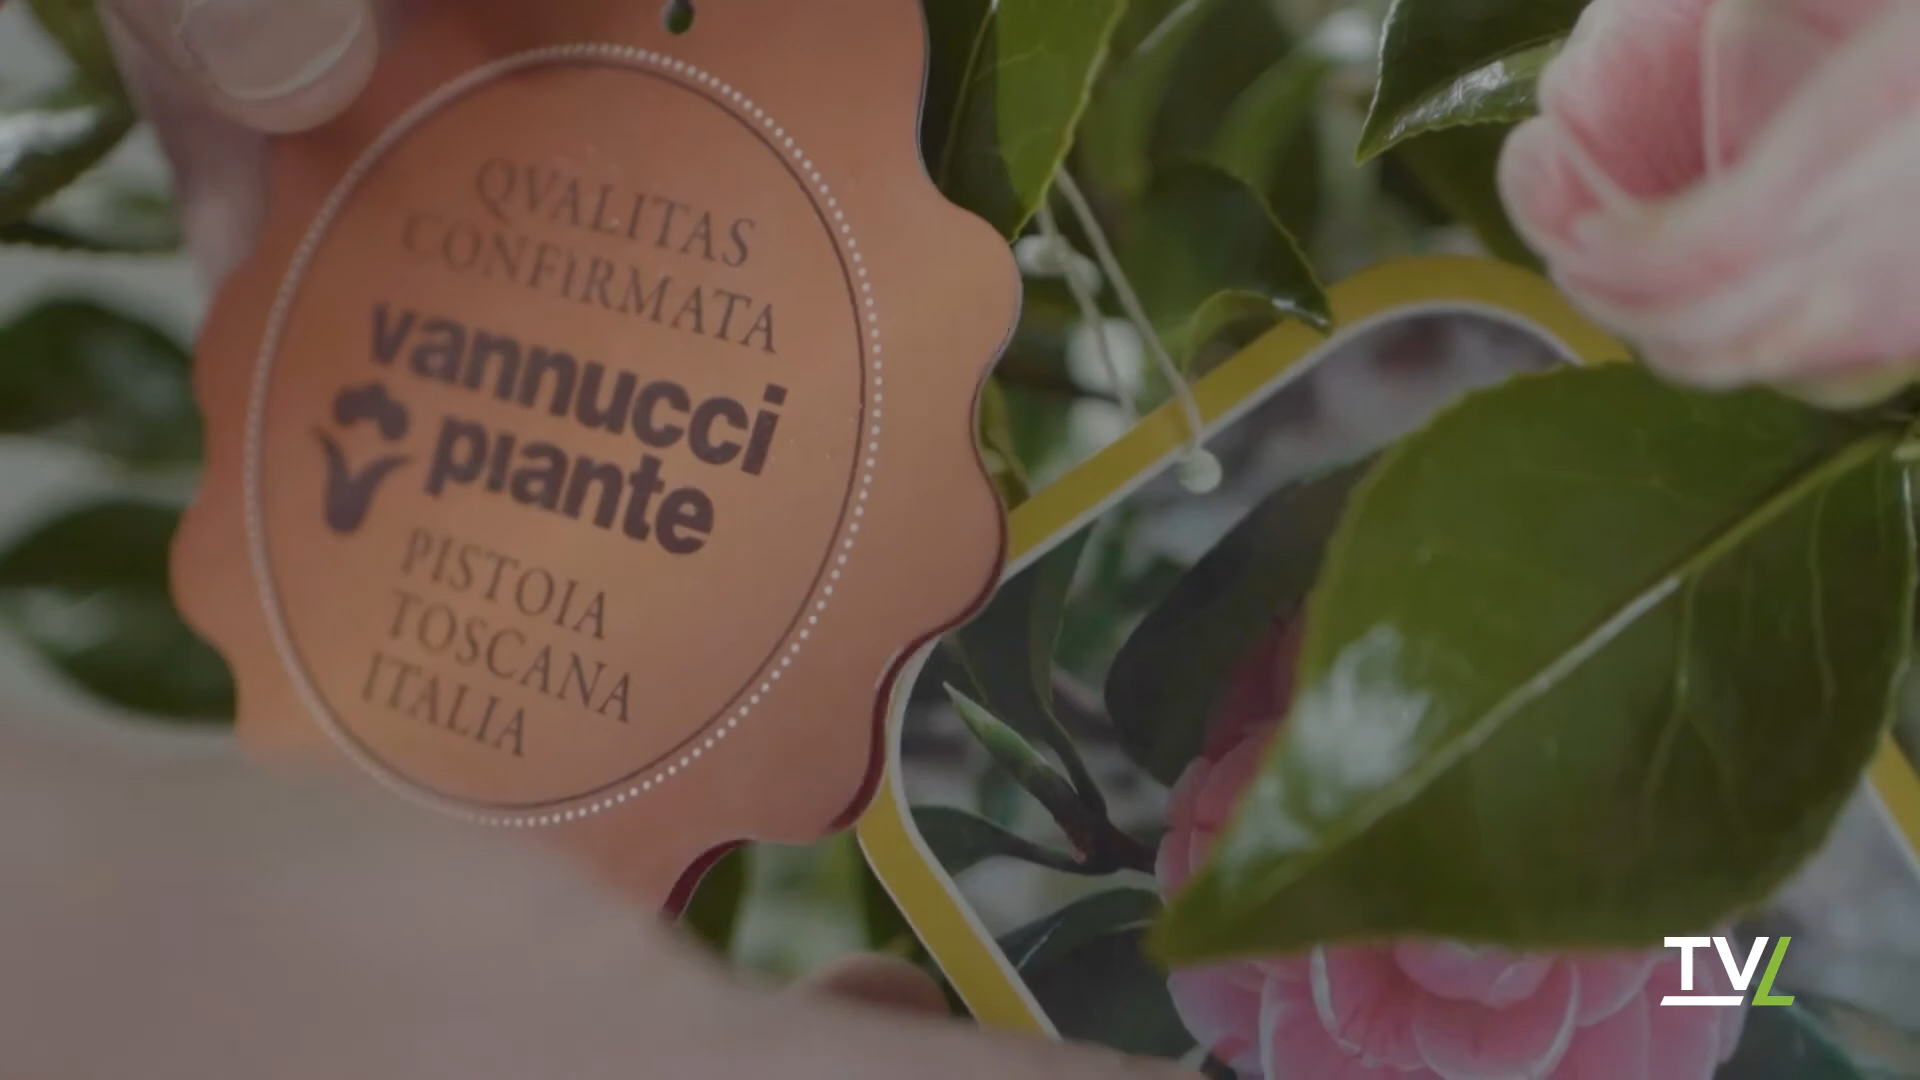 QVALITAS
CONFIRMATA
vannucci
piante
PISTOIA
TOSCANA
ITALIA
TVL